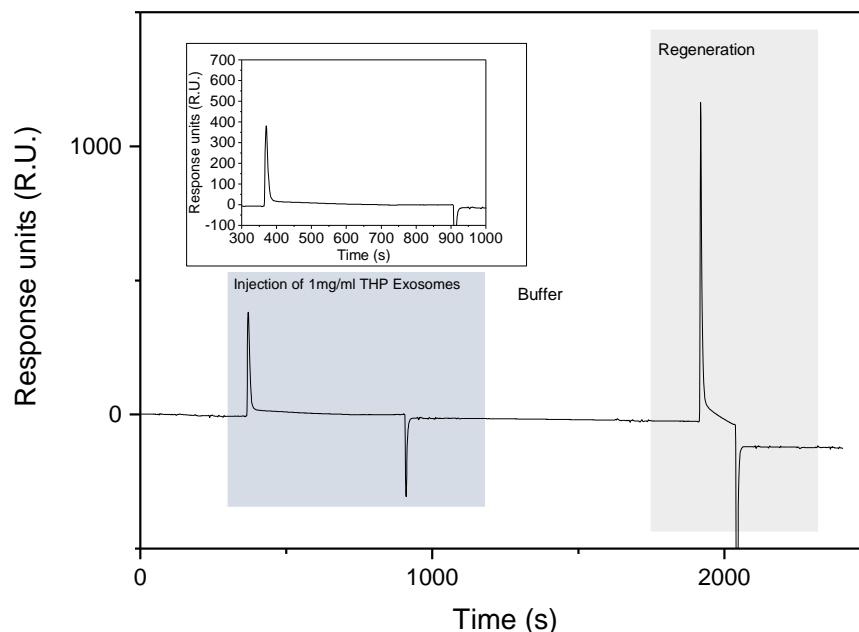 Regeneration
700
600
500
400
300
200
100
0
-100
Response units (R.U.)
300 400 500 600 700 800 900 1000
Time (s)
Injection of 1mg/ml THP Exosomes
Buffer
1000
0
Response units (R.U.)
0 1000 2000
Time (s)